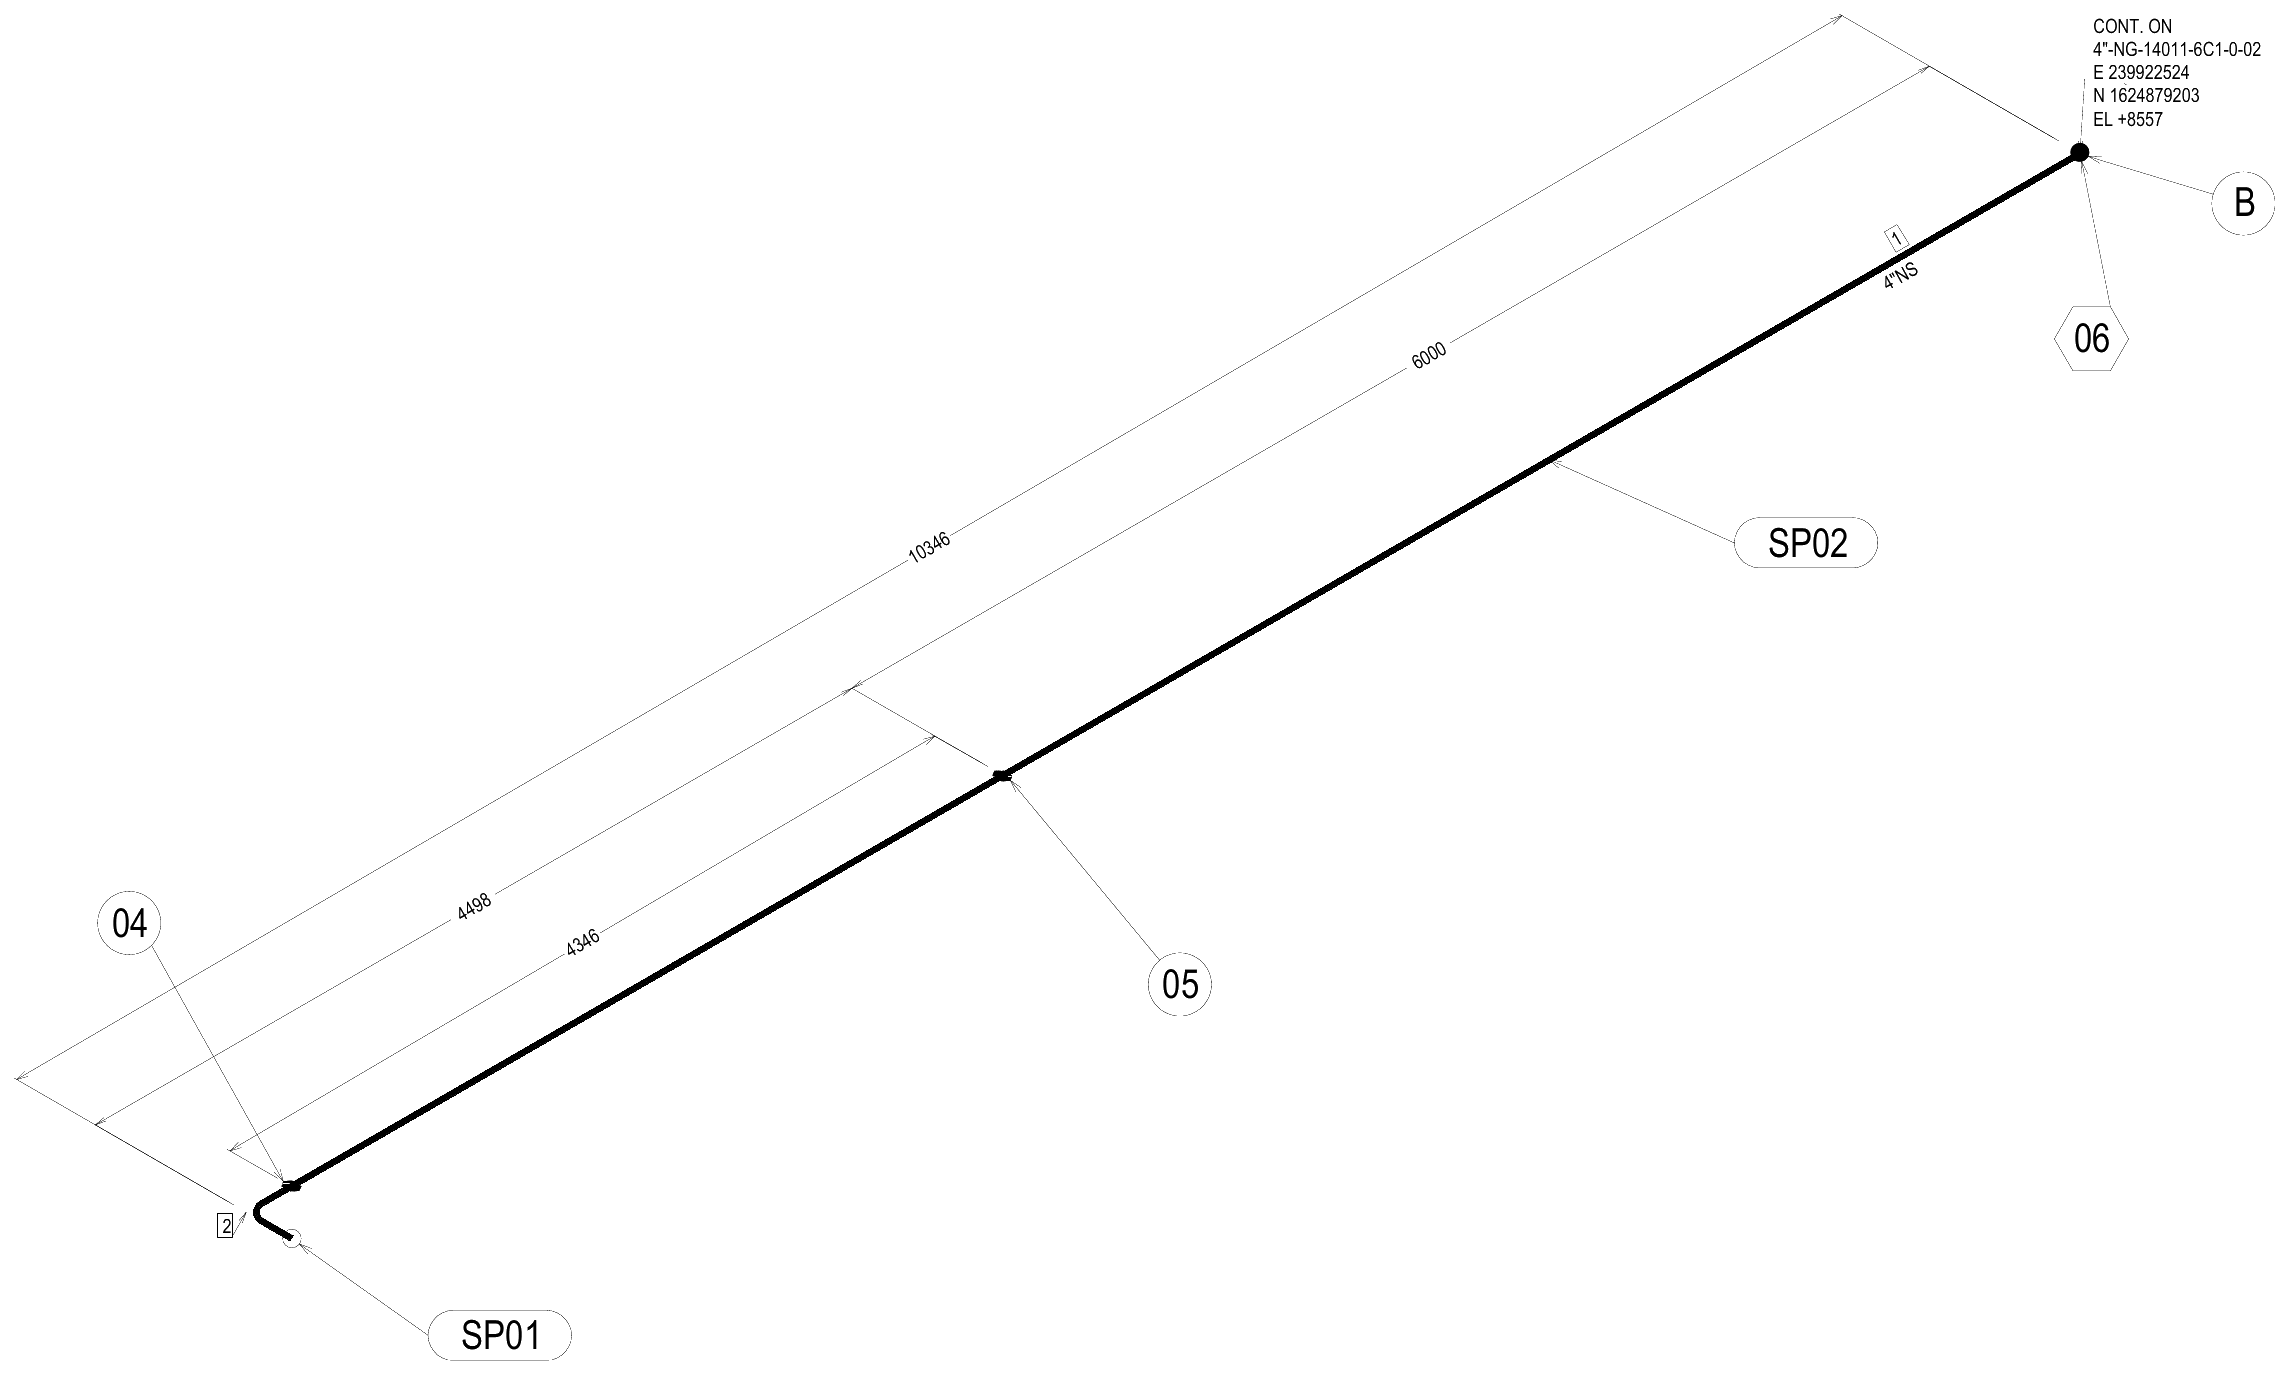 CONT. ON
4"-NG-14011-6C1-0-02
E 239922524
N 1624879203
EL +8557
B
1
4"NS
06
6000
SP02
10346
4498
4346
04
05
2
SP01